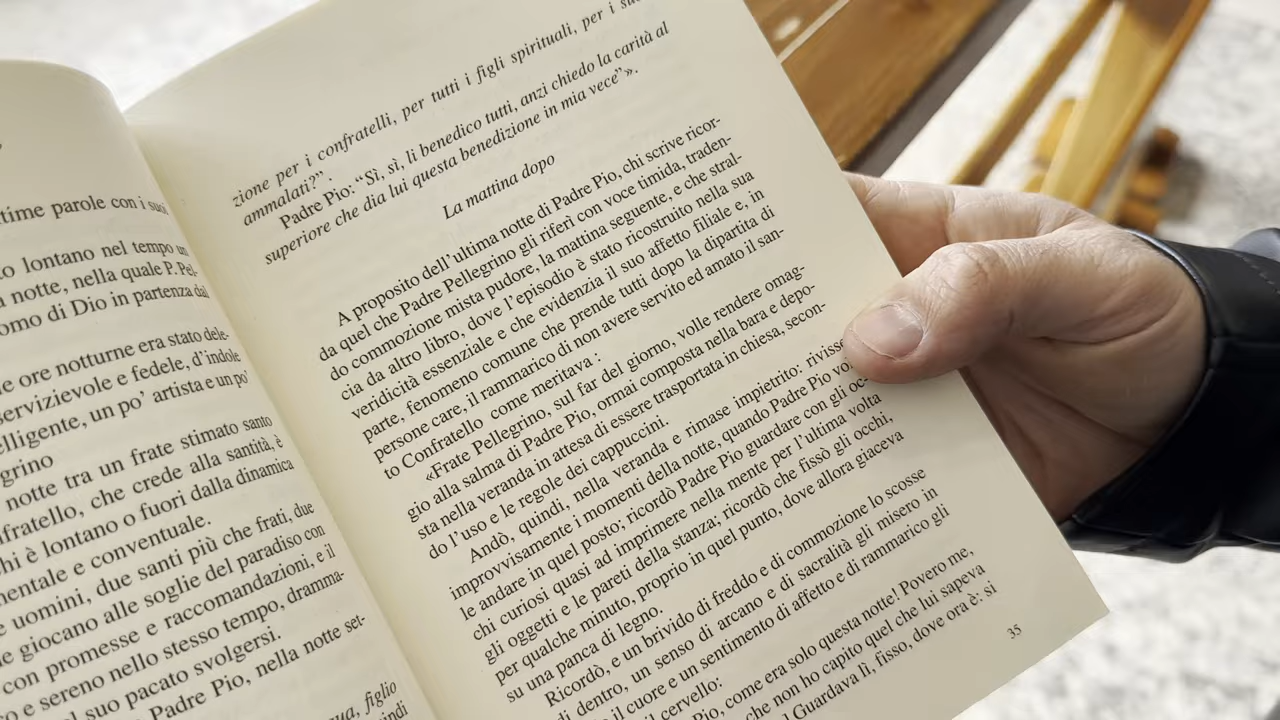 time parole con i suoi
to lontano nel tempo un
notte, nella quale P. Pel-
omo di Dio in partenza dal
e ore notturne era stato dele-
servizievole e fedele, d'indole
elligente, un po' artista e un po'
grino
notte tra un frate stimato santo
nfratello, che crede alla santità, è
hi è lontano o fuori dalla dinamica
mentale e conventuale.
e uomini, due santi più che frati, due
e giocano alle soglie del paradiso con
con promesse e raccomandazioni, e il
o e sereno nello stesso tempo, dramma-
l suo pacato svolgersi.
Padre Pio, nella notte set-
ua, figlio
uindi
zione per i confratelli, per tutti i figli spirituali, per i suoi
ammalati?".
Padre Pio: "Sì, sì, li benedico tutti, anzi chiedo la carità al
superiore che dia lui questa benedizione in mia vece"».
La mattina dopo
A proposito dell'ultima notte di Padre Pio, chi scrive ricor-
da quel che Padre Pellegrino gli riferì con voce timida, traden-
do commozione mista pudore, la mattina seguente, e che stral-
cia da altro libro, dove l'episodio è stato ricostruito nella sua
veridicità essenziale e che evidenzia il suo affetto filiale e, in
parte, fenomeno comune che prende tutti dopo la dipartita di
persone care, il rammarico di non avere servito ed amato il san-
to Confratello come meritava :
«Frate Pellegrino, sul far del giorno, volle rendere omag-
gio alla salma di Padre Pio, ormai composta nella bara e depo-
sta nella veranda in attesa di essere trasportata in chiesa, secon-
do l'uso e le regole dei cappuccini.
Andò, quindi, nella veranda e rimase impietrito: rivisse
improvvisamente i momenti della notte, quando Padre Pio vol
le andare in quel posto; ricordò Padre Pio guardare con gli oc-
chi curiosi quasi ad imprimere nella mente per l'ultima volta
gli oggetti e le pareti della stanza; ricordò che fissò gli occhi,
per qualche minuto, proprio in quel punto, dove allora giaceva
su una panca di legno.
Ricordò, e un brivido di freddo e di commozione lo scosse
di dentro, un senso di arcano e di sacralità gli misero in
il cuore e un sentimento di affetto e di rammarico gli
il cervello:
Pio, come era solo questa notte! Povero me,
che non ho capito quel che lui sapeva
Guardava lì, fisso, dove ora è: si
35